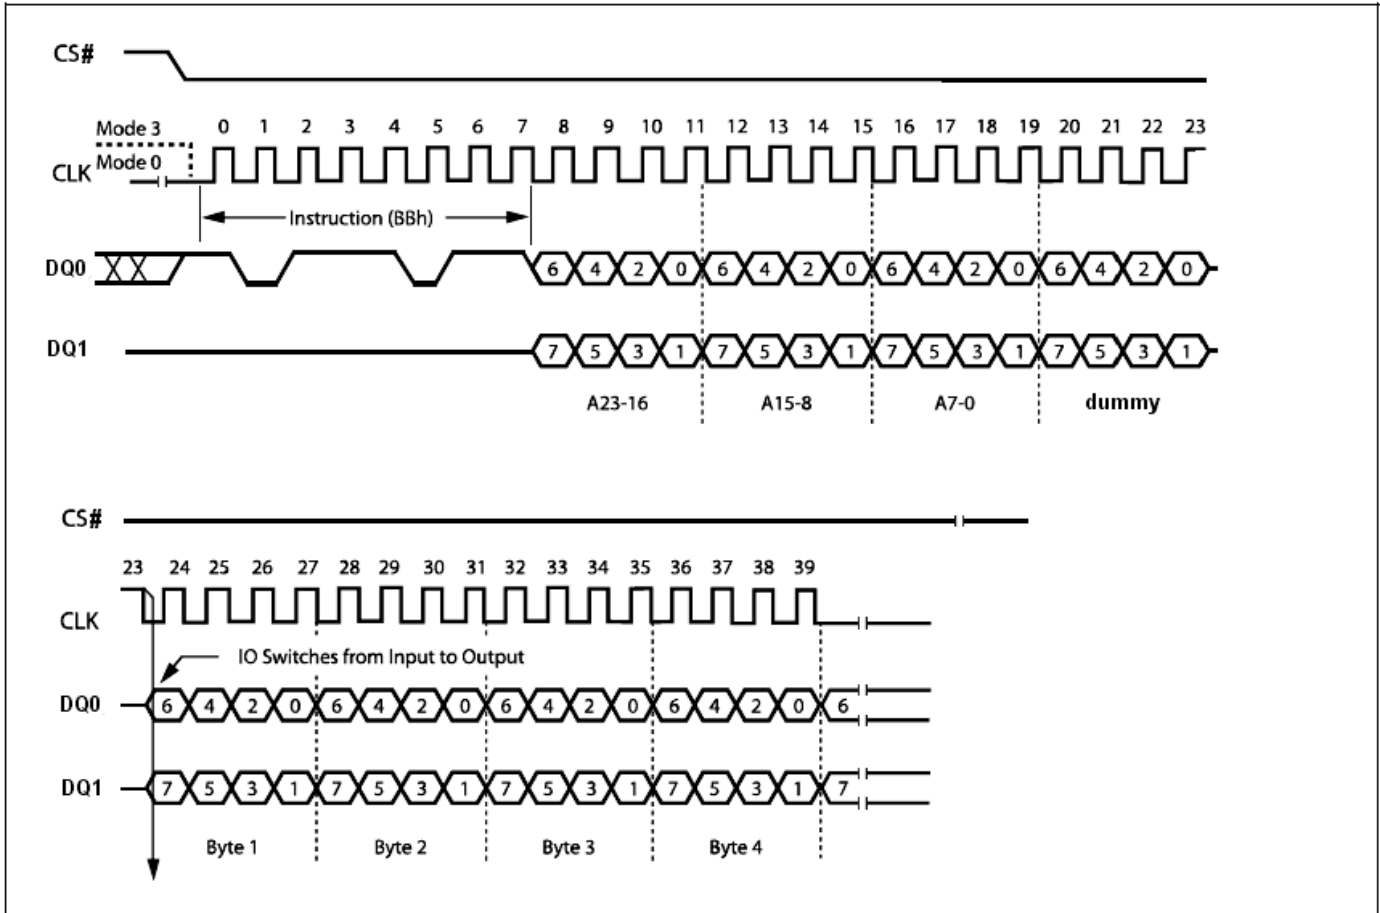 CS#
Mode 3 0 1 2 3 4 5 6 7 8 9 10 11 12 13 14 15 16 17 18 19 20 21 22 23
Mode 0
CLK
Instruction (BBh)
DQ0 6 4 2 0 6 4 2 0 6 4 2 0 6 4 2 0
DQ1 7 5 3 1 7 5 3 1 7 5 3 1 7 5 3 1
A23-16 A15-8 A7-0 dummy
CS#
23 24 25 26 27 28 29 30 31 32 33 34 35 36 37 38 39
CLK
IO Switches from Input to Output
DQ0 6 4 2 0 6 4 2 0 6 4 2 0 6 4 2 0 6
DQ1 7 5 3 1 7 5 3 1 7 5 3 1 7 5 3 1 7
Byte 1 Byte 2 Byte 3 Byte 4